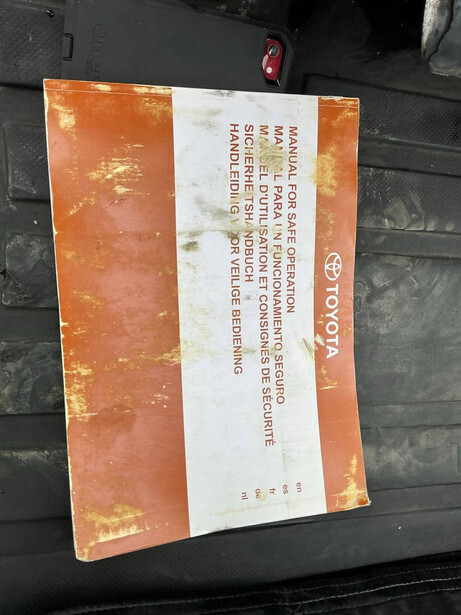 TOYOTA
MANUAL FOR SAFE OPERATION en
MANUAL PARA UN FUNCIONAMIENTO SEGURO es
MANUEL D'UTILISATION ET CONSIGNES DE SÉCURITÉ fr
SICHERHEITSHANDBUCH de
HANDLEIDING VOOR VEILIGE BEDIENING nl